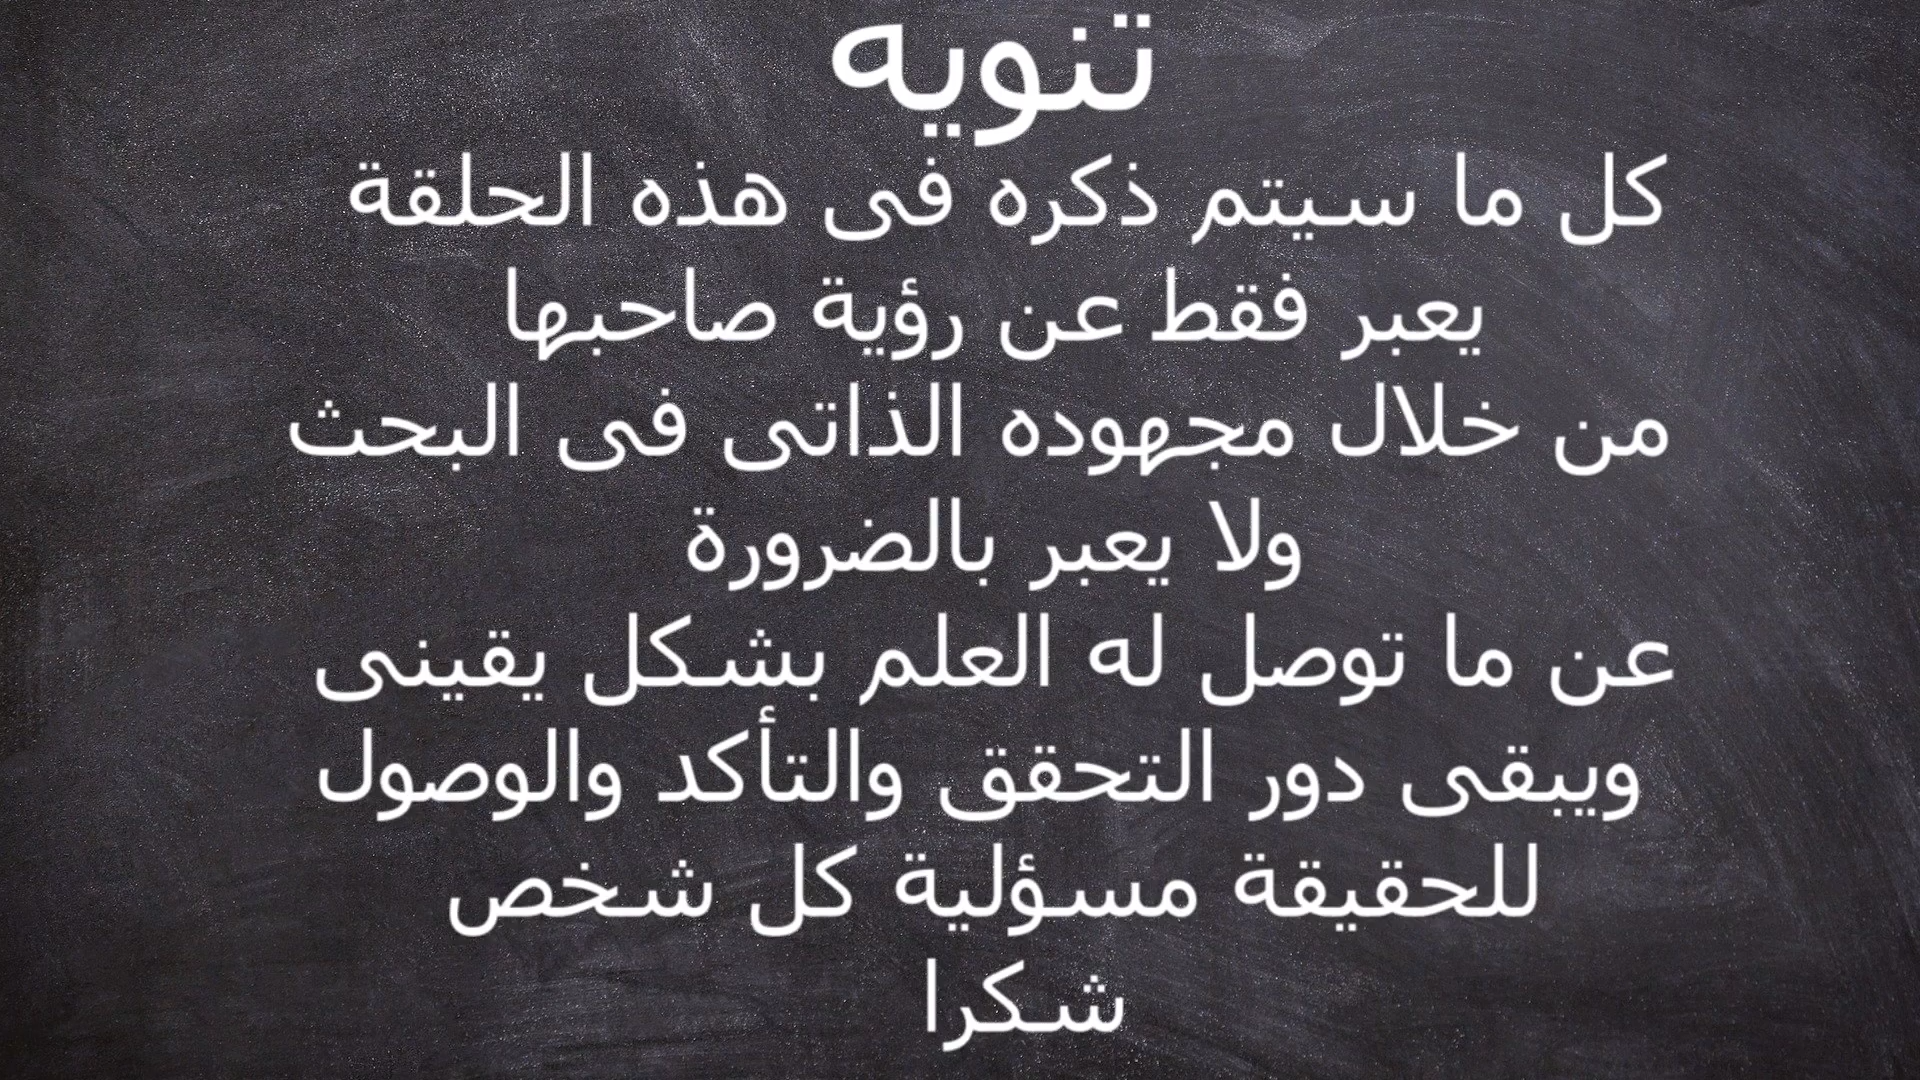 تنويه
كل ما سيتم ذكره فى هذه الحلقة
يعبر فقط عن رؤية صاحبها
من خلال مجهوده الذاتى فى البحث
ولا يعبر بالضرورة
عن ما توصل له العلم بشكل يقينى
ويبقى دور التحقق والتأكد والوصول
للحقيقة مسؤلية كل شخص
شكرا